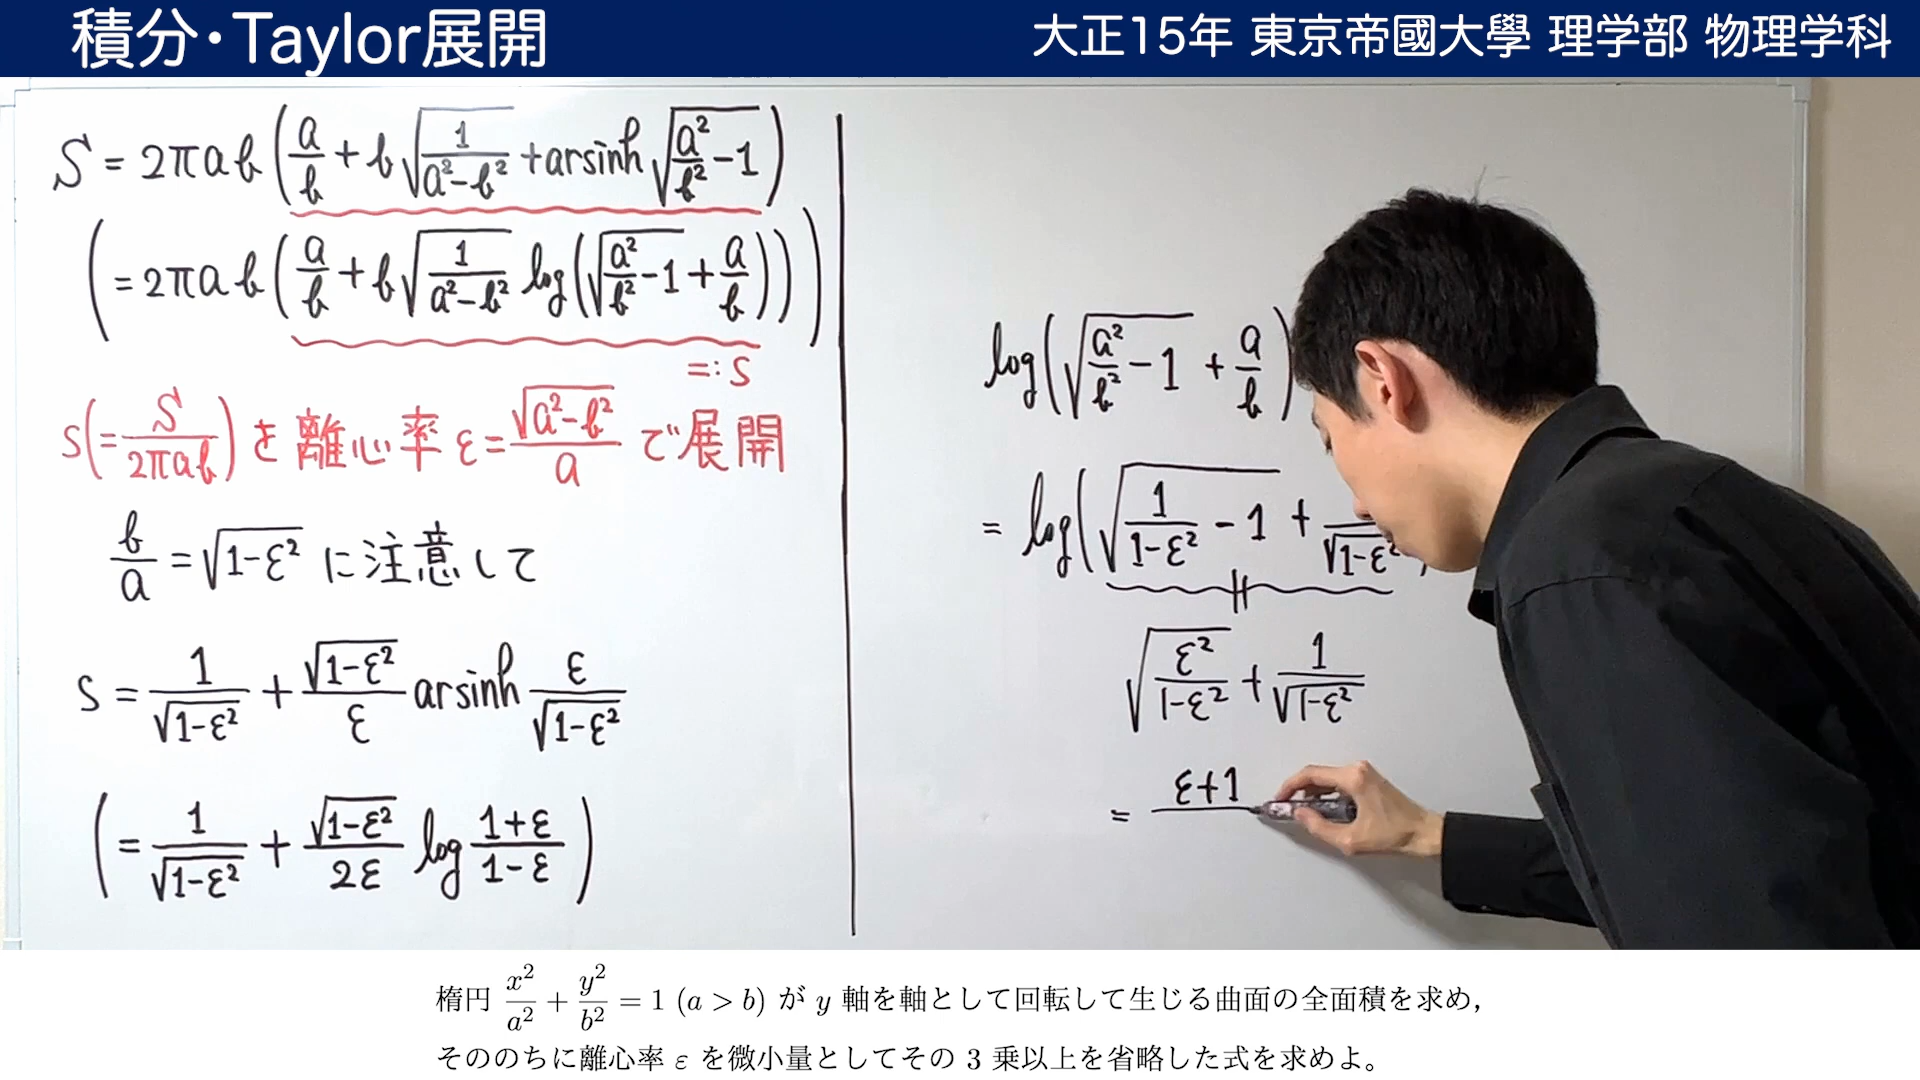 積分・Taylor展開
大正15年 東京帝國大學 理学部 物理学科
S = 2πab(a/b + b√(1/(a²-b²)) + arsinh √(a²/b² - 1))
(= 2πab(a/b + b√(1/(a²-b²)) log(√(a²/b² - 1) + a/b)))
=: s
s(= S/2πab) を離心率 ε = √(a²-b²)/a で展開
b/a = √(1-ε²) に注意して
s = 1/√(1-ε²) + √(1-ε²)/ε arsinh ε/√(1-ε²)
(= 1/√(1-ε²) + √(1-ε²)/2ε log (1+ε)/(1-ε))
log(√(a²/b² - 1) + a/b)
= log(√(1/(1-ε²) - 1) + /√(1-ε²)
√(ε²/(1-ε²)) + 1/√(1-ε²)
= ε+1
楕円 x²/a² + y²/b² = 1 (a > b) が y 軸を軸として回転して生じる曲面の全面積を求め，
そののちに離心率 ε を微小量としてその 3 乗以上を省略した式を求めよ。